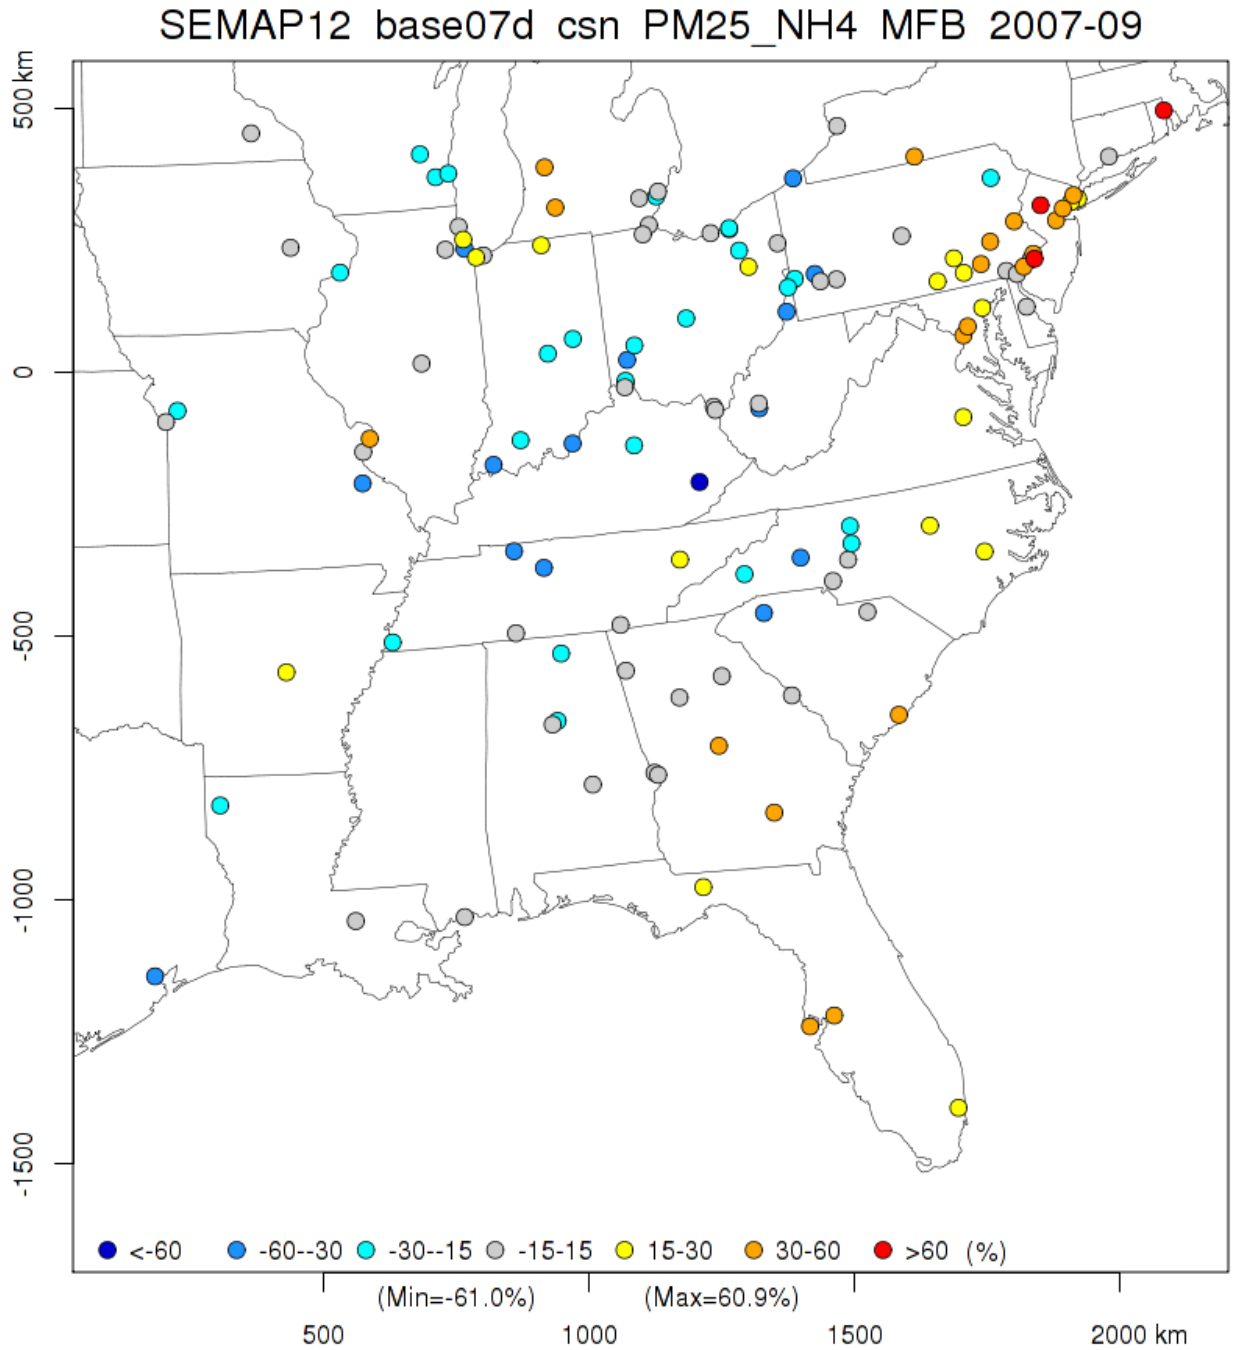 SEMAP12 base07d csn PM25_NH4 MFB 2007-09
500 km
0
-500
-1000
-1500
<-60 -60--30 -30--15 -15-15 15-30 30-60 >60 (%)
(Min=-61.0%) (Max=60.9%)
500 1000 1500 2000 km